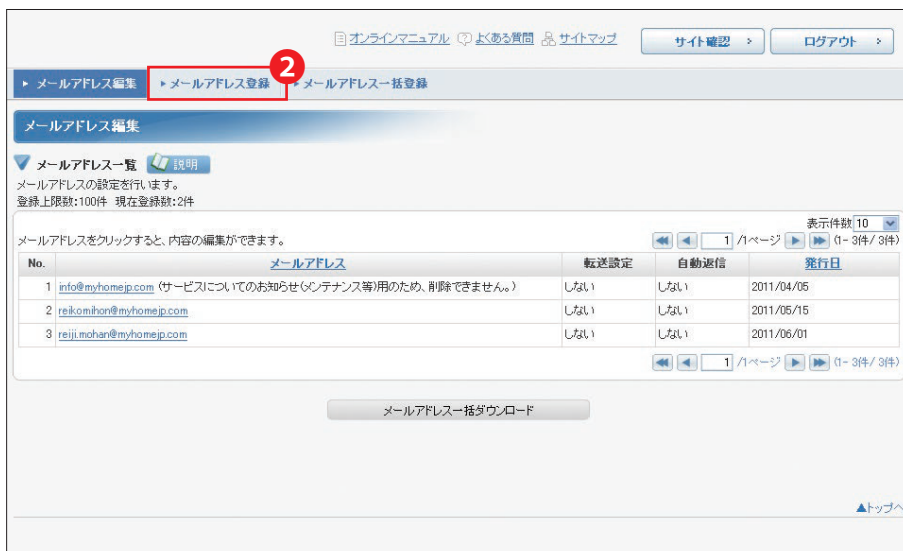 オンラインマニュアル よくある質問 サイトマップ サイト確認 ログアウト
2
メールアドレス編集 メールアドレス登録 メールアドレス一括登録
メールアドレス編集
メールアドレス一覧 説明
メールアドレスの設定を行います。
登録上限数:100件 現在登録数:2件
表示件数 10
メールアドレスをクリックすると、内容の編集ができます。 1 /1ページ (1- 3件/ 3件)
No. メールアドレス 転送設定 自動返信 発行日
1 info@myhomejp.com (サービスについてのお知らせ(メンテナンス等)用のため、削除できません。) しない しない 2011/04/05
2 reikomihon@myhomejp.com しない しない 2011/05/15
3 reiji.mohan@myhomejp.com しない しない 2011/06/01
1 /1ページ (1- 3件/ 3件)
メールアドレス一括ダウンロード
▲トップへ